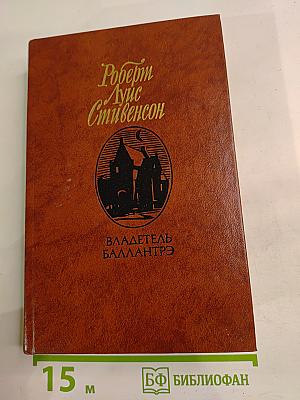 Роберт
Луис
Стивенсон
ВЛАДЕТЕЛЬ
БАЛЛАНТРЭ
15 м
БФ БИБЛИОФАН